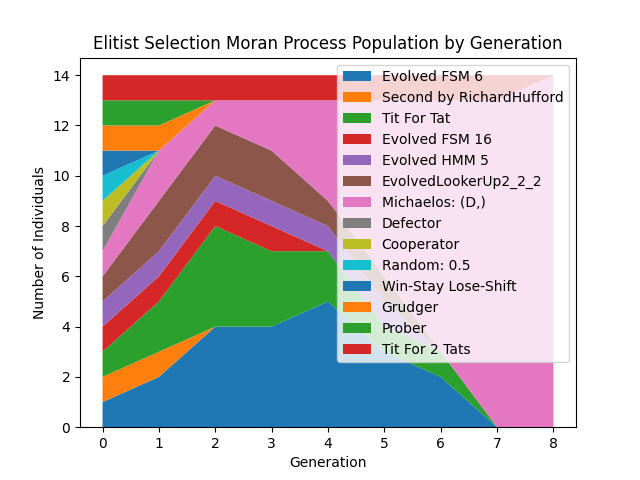 Elitist Selection Moran Process Population by Generation
Number of Individuals
14
12
10
8
6
4
2
0
Evolved FSM 6
Second by RichardHufford
Tit For Tat
Evolved FSM 16
Evolved HMM 5
EvolvedLookerUp2_2_2
Michaelos: (D,)
Defector
Cooperator
Random: 0.5
Win-Stay Lose-Shift
Grudger
Prober
Tit For 2 Tats
0 1 2 3 4 5 6 7 8
Generation